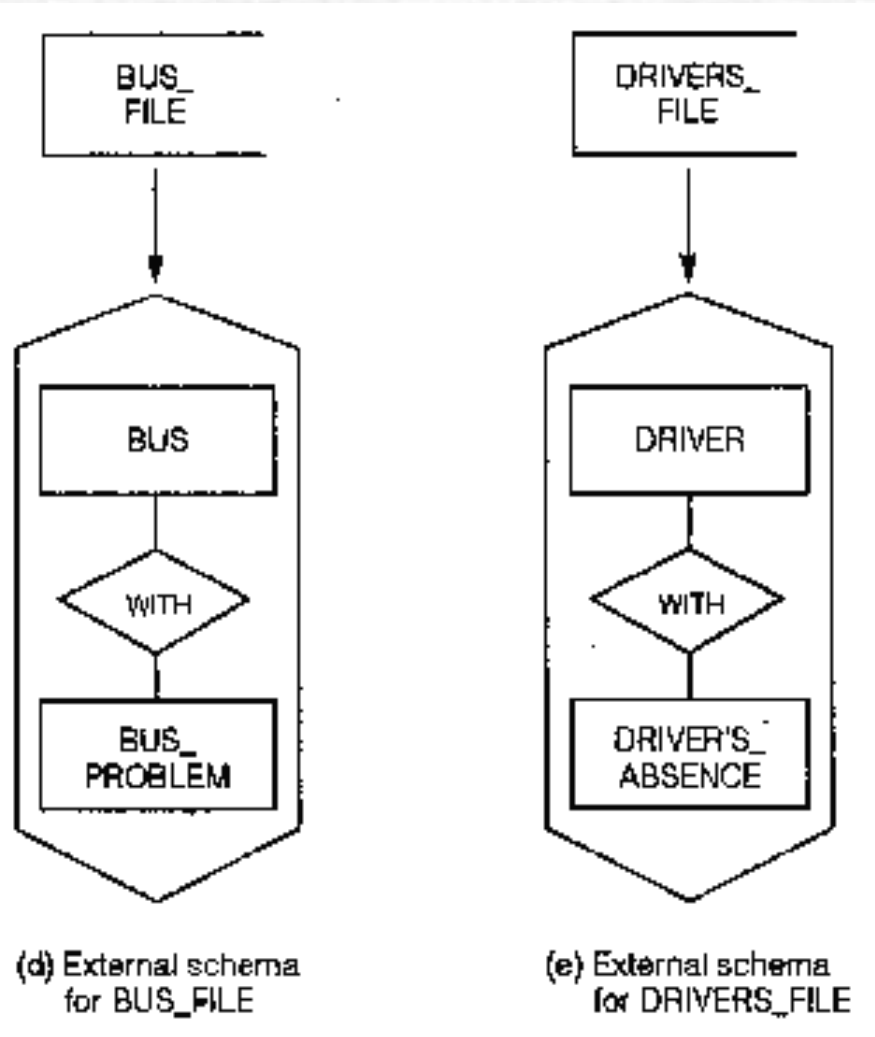 BUS_
FILE
BUS
WITH
BUS_
PROBLEM
(d) External schema
for BUS_FILE
DRIVERS_
FILE
DRIVER
WITH
DRIVER'S_
ABSENCE
(e) External schema
for DRIVERS_FILE